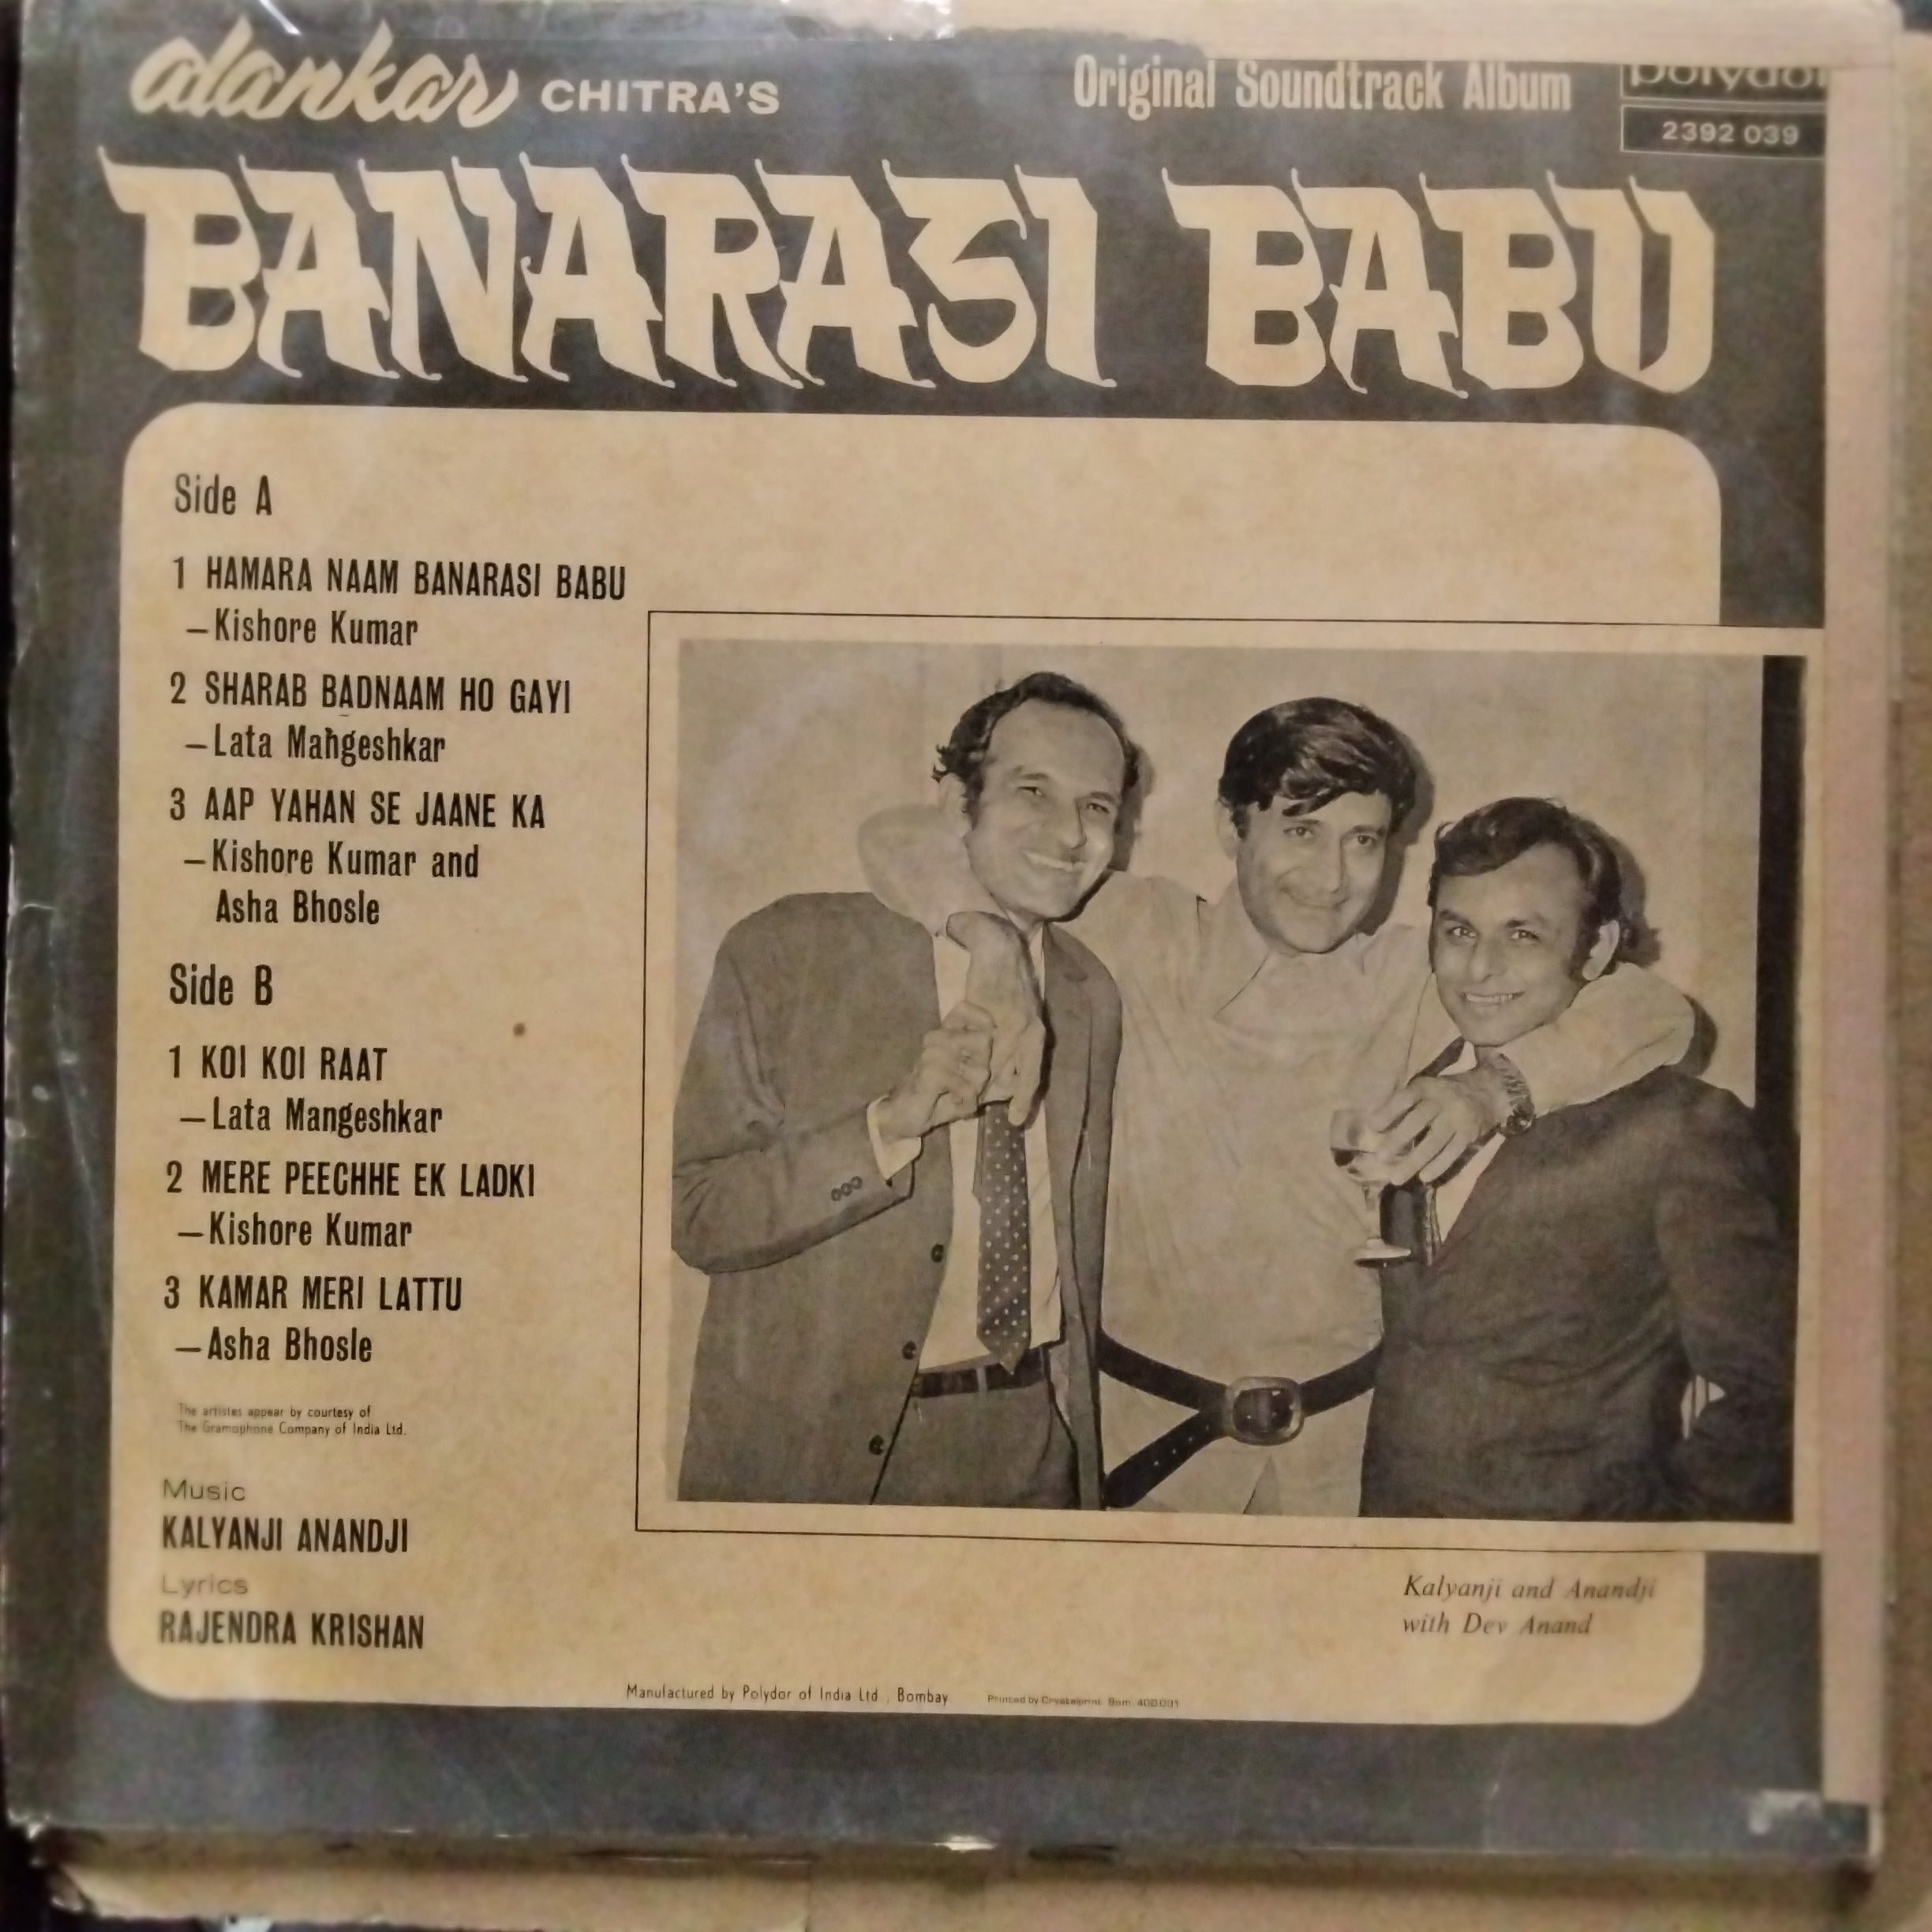 alankar CHITRA'S
Original Soundtrack Album
polydor
2392 039
BANARASI BABU
Side A
1 HAMARA NAAM BANARASI BABU
–Kishore Kumar
2 SHARAB BADNAAM HO GAYI
–Lata Mangeshkar
3 AAP YAHAN SE JAANE KA
–Kishore Kumar and
Asha Bhosle
Side B
1 KOI KOI RAAT
–Lata Mangeshkar
2 MERE PEECHHE EK LADKI
–Kishore Kumar
3 KAMAR MERI LATTU
–Asha Bhosle
The artistes appear by courtesy of
The Gramophone Company of India Ltd.
Music
KALYANJI ANANDJI
Lyrics
RAJENDRA KRISHAN
Kalyanji and Anandji
with Dev Anand
Manufactured by Polydor of India Ltd., Bombay
Printed by Crystalprint. Bom.